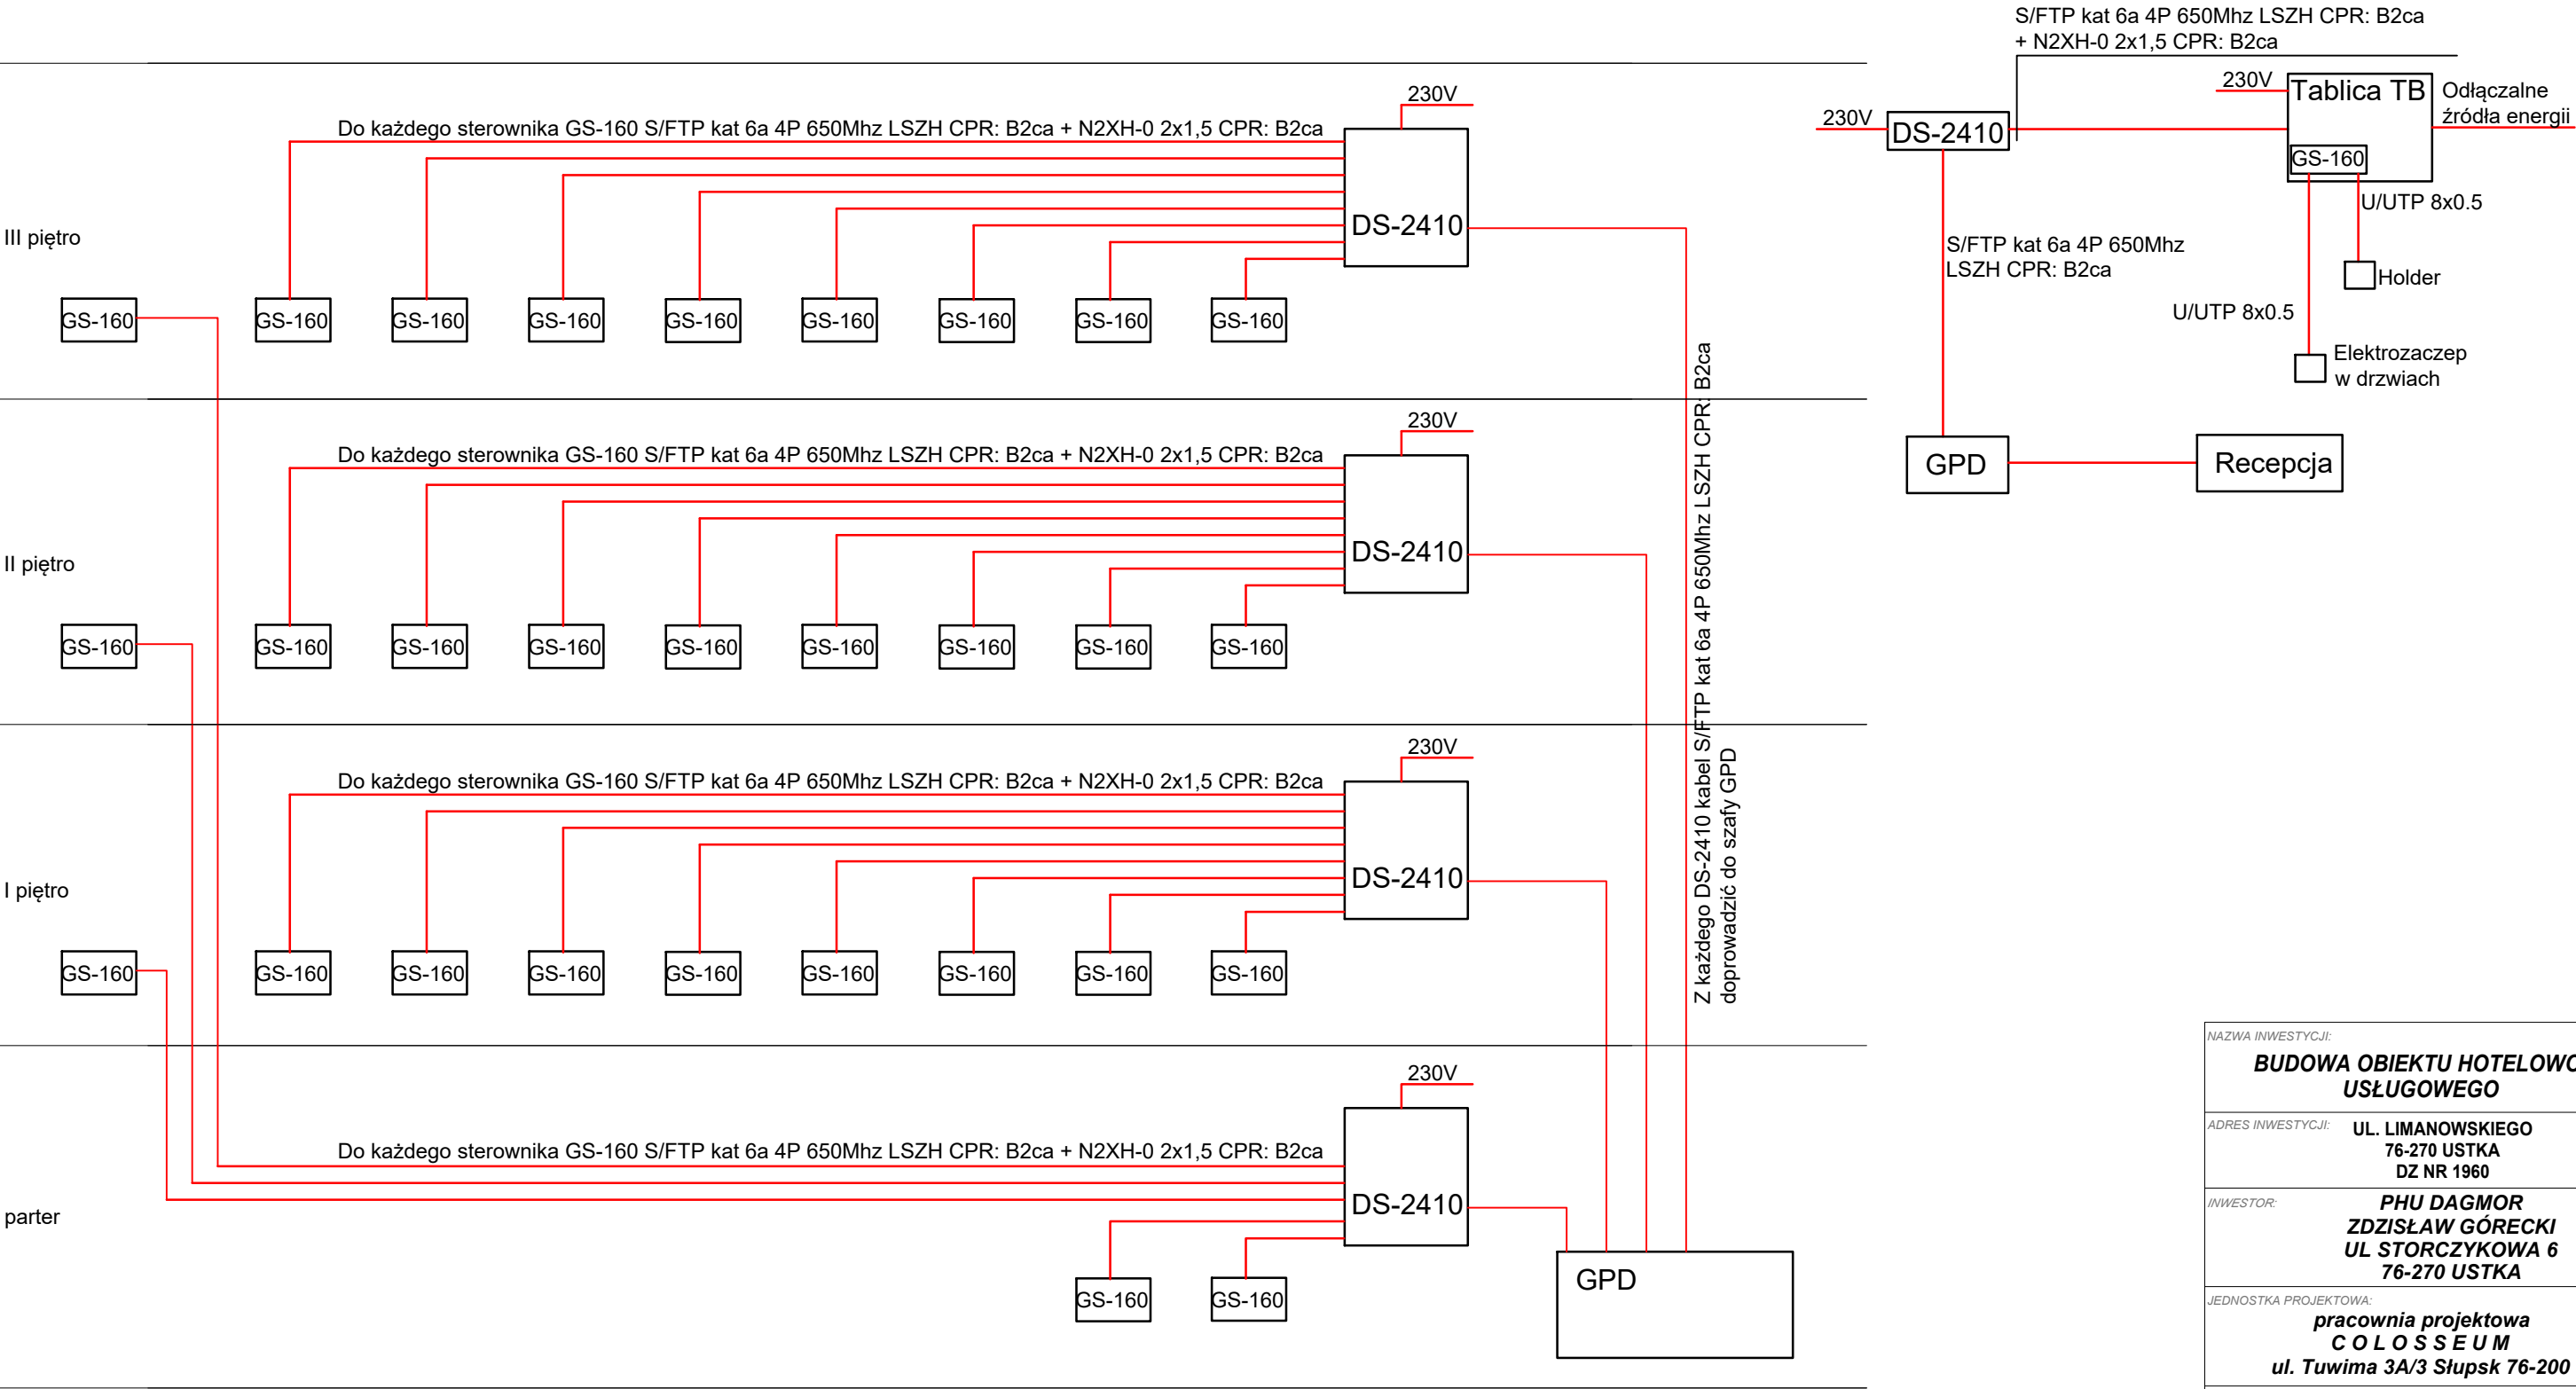 S/FTP kat 6a 4P 650Mhz LSZH CPR: B2ca
+ N2XH-0 2x1,5 CPR: B2ca
230V
Do każdego sterownika GS-160 S/FTP kat 6a 4P 650Mhz LSZH CPR: B2ca + N2XH-0 2x1,5 CPR: B2ca
DS-2410
III piętro
GS-160
GS-160
GS-160
GS-160
GS-160
GS-160
GS-160
GS-160
GS-160
230V
Do każdego sterownika GS-160 S/FTP kat 6a 4P 650Mhz LSZH CPR: B2ca + N2XH-0 2x1,5 CPR: B2ca
DS-2410
II piętro
GS-160
GS-160
GS-160
GS-160
GS-160
GS-160
GS-160
GS-160
GS-160
230V
Do każdego sterownika GS-160 S/FTP kat 6a 4P 650Mhz LSZH CPR: B2ca + N2XH-0 2x1,5 CPR: B2ca
DS-2410
I piętro
GS-160
GS-160
GS-160
GS-160
GS-160
GS-160
GS-160
GS-160
GS-160
230V
Do każdego sterownika GS-160 S/FTP kat 6a 4P 650Mhz LSZH CPR: B2ca + N2XH-0 2x1,5 CPR: B2ca
DS-2410
parter
GS-160
GS-160
GPD
Z każdego DS-2410 kabel S/FTP kat 6a 4P 650Mhz LSZH CPR: B2ca
doprowadzić do szafy GPD
230V
DS-2410
230V
Tablica TB
Odłączalne
źródła energii
GS-160
U/UTP 8x0.5
S/FTP kat 6a 4P 650Mhz
LSZH CPR: B2ca
Holder
U/UTP 8x0.5
Elektrozaczep
w drzwiach
GPD
Recepcja
NAZWA INWESTYCJI:
BUDOWA OBIEKTU HOTELOWO
USŁUGOWEGO
ADRES INWESTYCJI:
UL. LIMANOWSKIEGO
76-270 USTKA
DZ NR 1960
INWESTOR:
PHU DAGMOR
ZDZISŁAW GÓRECKI
UL STORCZYKOWA 6
76-270 USTKA
JEDNOSTKA PROJEKTOWA:
pracownia projektowa
C O L O S S E U M
ul. Tuwima 3A/3 Słupsk 76-200